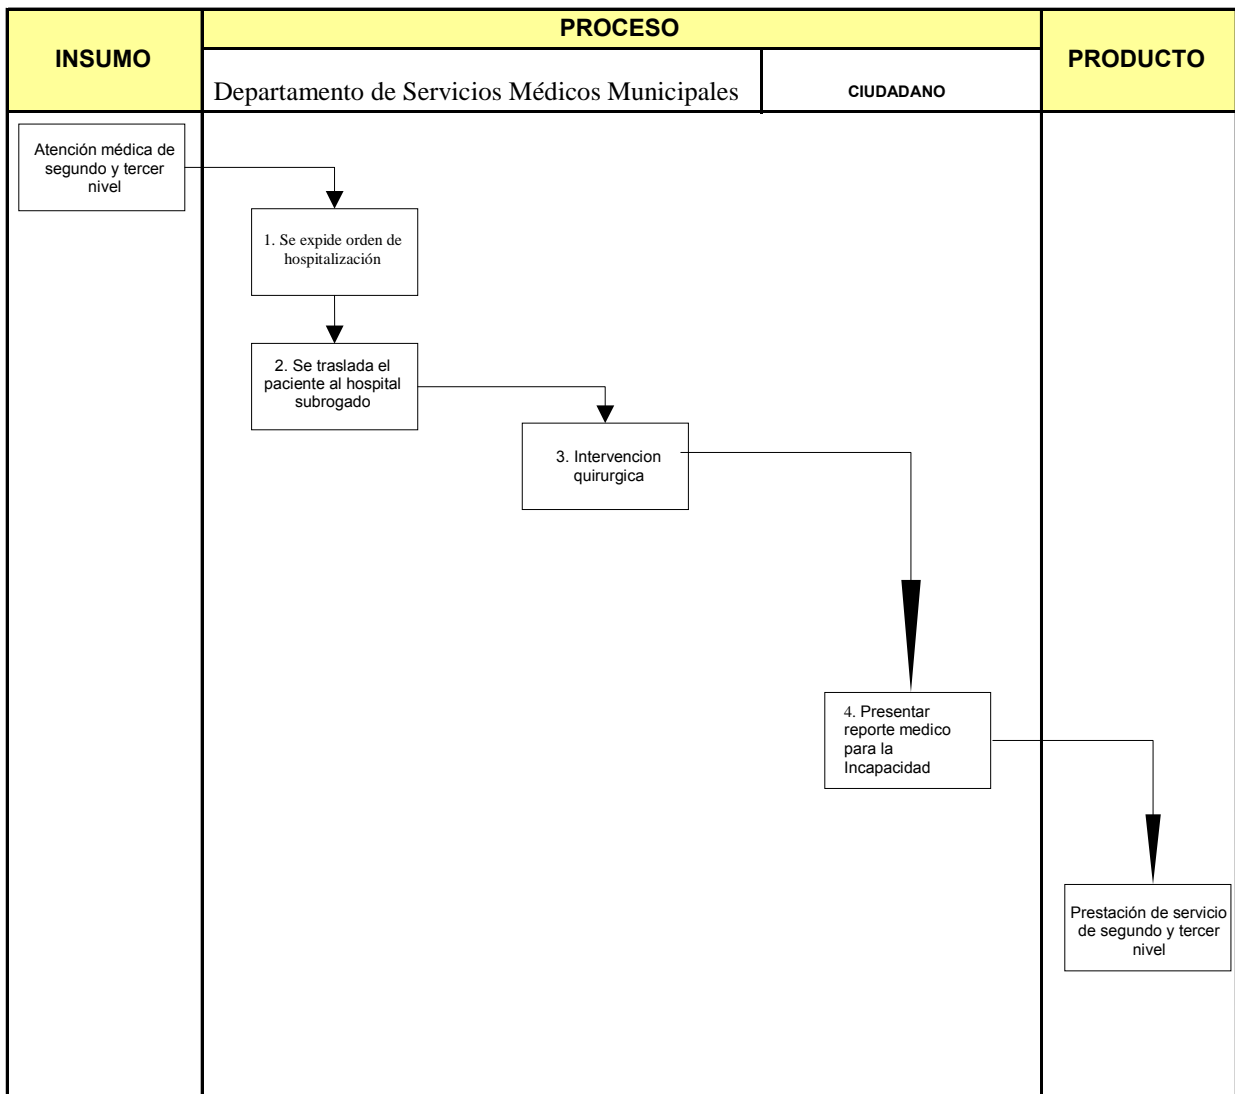 INSUMO
PROCESO
PRODUCTO
Departamento de Servicios Médicos Municipales
CIUDADANO
Atención médica de
segundo y tercer
nivel
1. Se expide orden de
hospitalización
2. Se traslada el
paciente al hospital
subrogado
3. Intervencion
quirurgica
4. Presentar
reporte medico
para la
Incapacidad
Prestación de servicio
de segundo y tercer
nivel